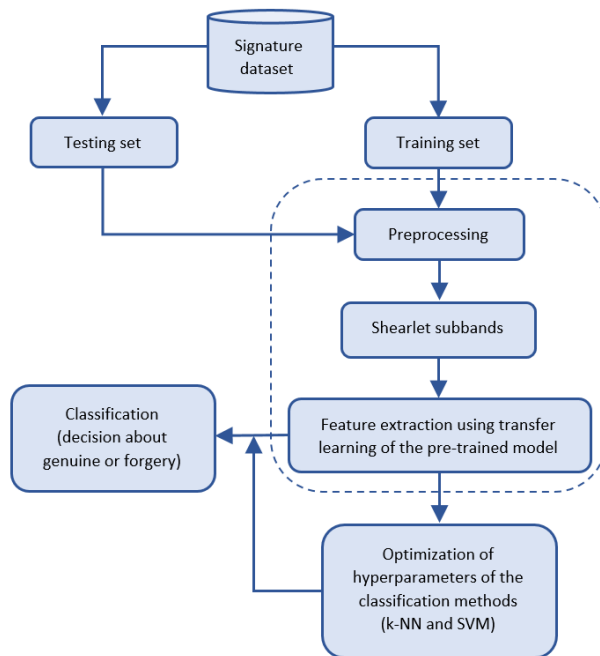 Signature
dataset
Testing set
Training set
Preprocessing
Shearlet subbands
Feature extraction using transfer
learning of the pre-trained model
Classification
(decision about
genuine or forgery)
Optimization of
hyperparameters of the
classification methods
(k-NN and SVM)